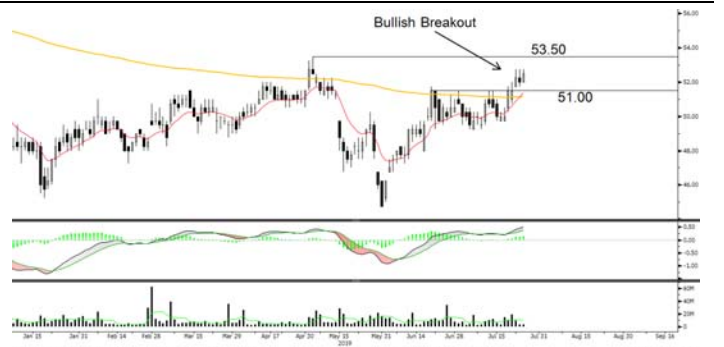 56.00
Bullish Breakout
54.00
53.50
52.00
51.00
50.00
48.00
46.00
0.50
0.00
-0.50
-1.00
60M
40M
20M
0
Jan 15 Jan 31 Feb 14 Feb 28 Mar 15 Mar 29 Apr 17 Apr 30 May 15 May 31 Jun 14 Jun 28 Jul 15 Jul 31 Aug 15 Aug 30 Sep 16
2019